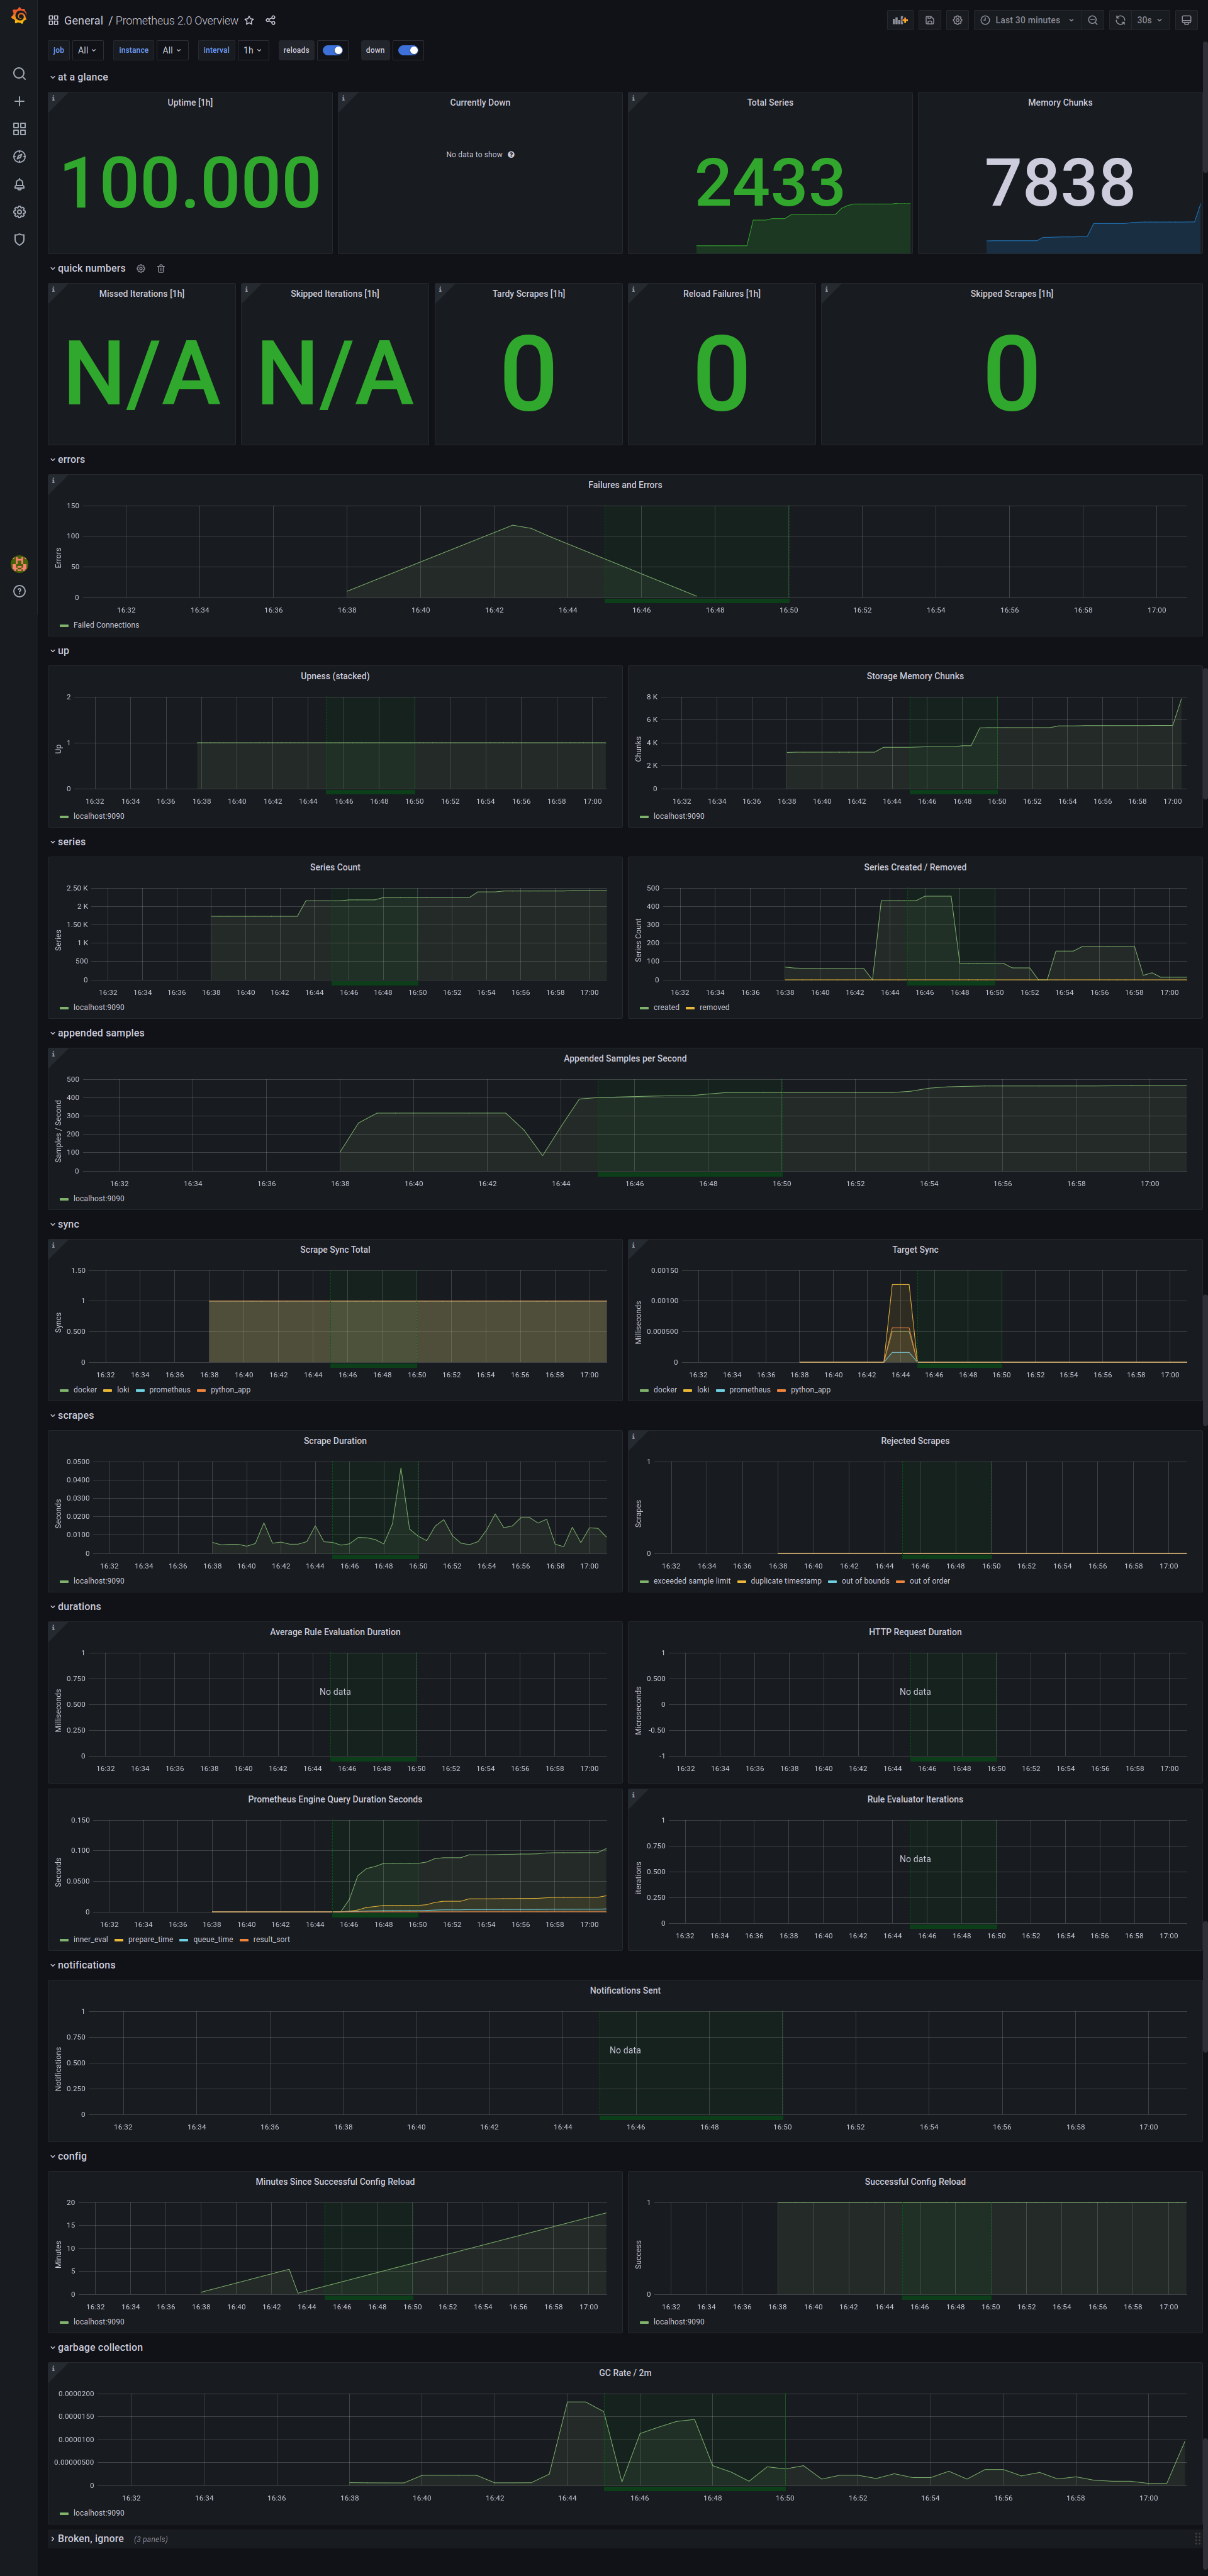 General / Prometheus 2.0 Overview
Last 30 minutes
30s
job All instance All interval 1h reloads down
at a glance
Uptime [1h]
100.000
Currently Down
No data to show
Total Series
2433
Memory Chunks
7838
quick numbers
Missed Iterations [1h]
N/A
Skipped Iterations [1h]
N/A
Tardy Scrapes [1h]
0
Reload Failures [1h]
0
Skipped Scrapes [1h]
0
errors
Failures and Errors
Errors
150
100
50
0
16:32 16:34 16:36 16:38 16:40 16:42 16:44 16:46 16:48 16:50 16:52 16:54 16:56 16:58 17:00
Failed Connections
up
Upness (stacked)
Up
2
1
0
16:32 16:34 16:36 16:38 16:40 16:42 16:44 16:46 16:48 16:50 16:52 16:54 16:56 16:58 17:00
localhost:9090
Storage Memory Chunks
Chunks
8 K
6 K
4 K
2 K
0
16:32 16:34 16:36 16:38 16:40 16:42 16:44 16:46 16:48 16:50 16:52 16:54 16:56 16:58 17:00
localhost:9090
series
Series Count
Series
2.50 K
2 K
1.50 K
1 K
500
0
16:32 16:34 16:36 16:38 16:40 16:42 16:44 16:46 16:48 16:50 16:52 16:54 16:56 16:58 17:00
localhost:9090
Series Created / Removed
Series Count
500
400
300
200
100
0
16:32 16:34 16:36 16:38 16:40 16:42 16:44 16:46 16:48 16:50 16:52 16:54 16:56 16:58 17:00
created removed
appended samples
Appended Samples per Second
Samples / Second
500
400
300
200
100
0
16:32 16:34 16:36 16:38 16:40 16:42 16:44 16:46 16:48 16:50 16:52 16:54 16:56 16:58 17:00
localhost:9090
sync
Scrape Sync Total
Syncs
1.50
1
0.500
0
16:32 16:34 16:36 16:38 16:40 16:42 16:44 16:46 16:48 16:50 16:52 16:54 16:56 16:58 17:00
docker loki prometheus python_app
Target Sync
Milliseconds
0.00150
0.00100
0.000500
0
16:32 16:34 16:36 16:38 16:40 16:42 16:44 16:46 16:48 16:50 16:52 16:54 16:56 16:58 17:00
docker loki prometheus python_app
scrapes
Scrape Duration
Seconds
0.0500
0.0400
0.0300
0.0200
0.0100
0
16:32 16:34 16:36 16:38 16:40 16:42 16:44 16:46 16:48 16:50 16:52 16:54 16:56 16:58 17:00
localhost:9090
Rejected Scrapes
Scrapes
1
0
16:32 16:34 16:36 16:38 16:40 16:42 16:44 16:46 16:48 16:50 16:52 16:54 16:56 16:58 17:00
exceeded sample limit duplicate timestamp out of bounds out of order
durations
Average Rule Evaluation Duration
Milliseconds
1
0.750
0.500
0.250
0
No data
16:32 16:34 16:36 16:38 16:40 16:42 16:44 16:46 16:48 16:50 16:52 16:54 16:56 16:58 17:00
HTTP Request Duration
Microseconds
1
0.500
0
-0.50
-1
No data
16:32 16:34 16:36 16:38 16:40 16:42 16:44 16:46 16:48 16:50 16:52 16:54 16:56 16:58 17:00
Prometheus Engine Query Duration Seconds
Seconds
0.150
0.100
0.0500
0
16:32 16:34 16:36 16:38 16:40 16:42 16:44 16:46 16:48 16:50 16:52 16:54 16:56 16:58 17:00
inner_eval prepare_time queue_time result_sort
Rule Evaluator Iterations
Iterations
1
0.750
0.500
0.250
0
No data
16:32 16:34 16:36 16:38 16:40 16:42 16:44 16:46 16:48 16:50 16:52 16:54 16:56 16:58 17:00
notifications
Notifications Sent
Notifications
1
0.750
0.500
0.250
0
No data
16:32 16:34 16:36 16:38 16:40 16:42 16:44 16:46 16:48 16:50 16:52 16:54 16:56 16:58 17:00
config
Minutes Since Successful Config Reload
Minutes
20
15
10
5
0
16:32 16:34 16:36 16:38 16:40 16:42 16:44 16:46 16:48 16:50 16:52 16:54 16:56 16:58 17:00
localhost:9090
Successful Config Reload
Success
1
0
16:32 16:34 16:36 16:38 16:40 16:42 16:44 16:46 16:48 16:50 16:52 16:54 16:56 16:58 17:00
localhost:9090
garbage collection
GC Rate / 2m
0.0000200
0.0000150
0.0000100
0.00000500
0
16:32 16:34 16:36 16:38 16:40 16:42 16:44 16:46 16:48 16:50 16:52 16:54 16:56 16:58 17:00
localhost:9090
Broken, ignore (3 panels)